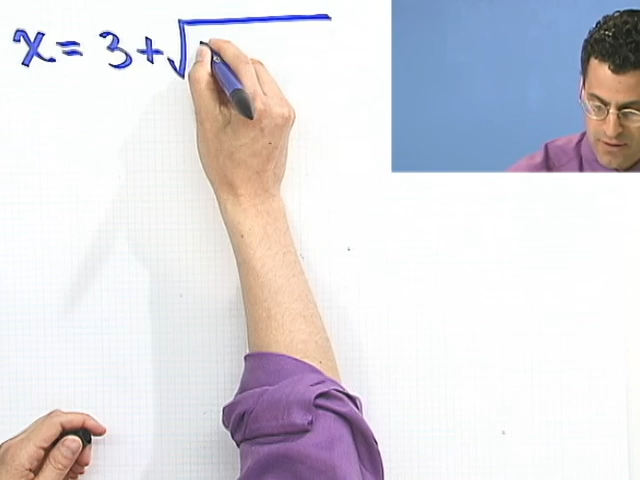 x = 3 + √